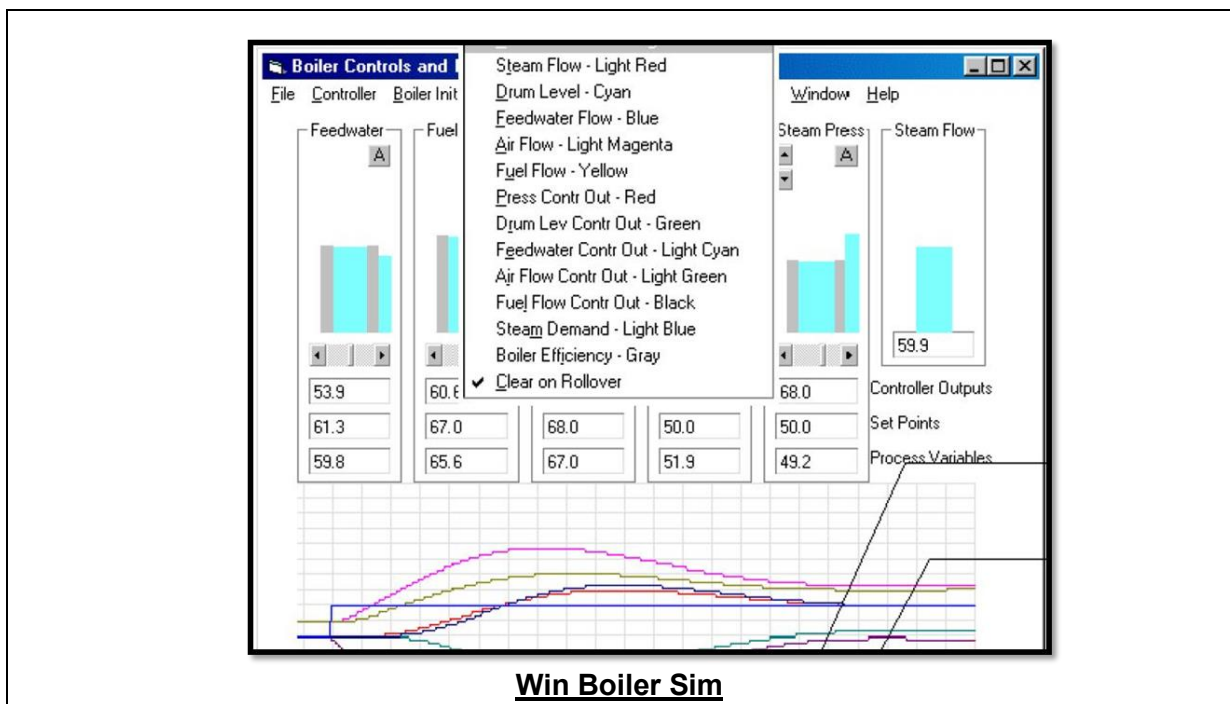 Boiler Controls and
File Controller Boiler Init Window Help
Steam Flow - Light Red
Drum Level - Cyan
Feedwater Flow - Blue
Air Flow - Light Magenta
Fuel Flow - Yellow
Press Contr Out - Red
Drum Lev Contr Out - Green
Feedwater Contr Out - Light Cyan
Air Flow Contr Out - Light Green
Fuel Flow Contr Out - Black
Steam Demand - Light Blue
Boiler Efficiency - Gray
Clear on Rollover
Feedwater Fuel Steam Press Steam Flow
A A
59.9
53.9 60.6 68.0 Controller Outputs
61.3 67.0 68.0 50.0 50.0 Set Points
59.8 65.6 67.0 51.9 49.2 Process Variables
Win Boiler Sim